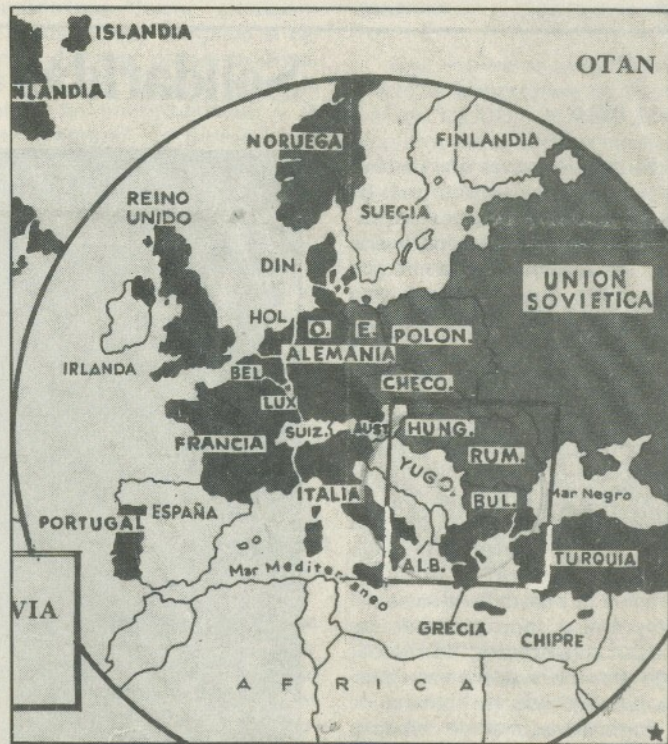 ISLANDIA
NLANDIA
OTAN
NORUEGA
FINLANDIA
REINO
UNIDO
SUECIA
DIN.
UNION
SOVIETICA
HOL
O. E.
POLON.
ALEMANIA
IRLANDA
BEL
CHECO.
LUX
FRANCIA
SUIZ.
AUST
HUNG.
YUGO.
RUM.
ITALIA
BUL.
Mar Negro
PORTUGAL
ESPAÑA
ALB.
TURQUIA
Mar Mediterraneo
VIA
GRECIA
CHIPRE
AFRICA